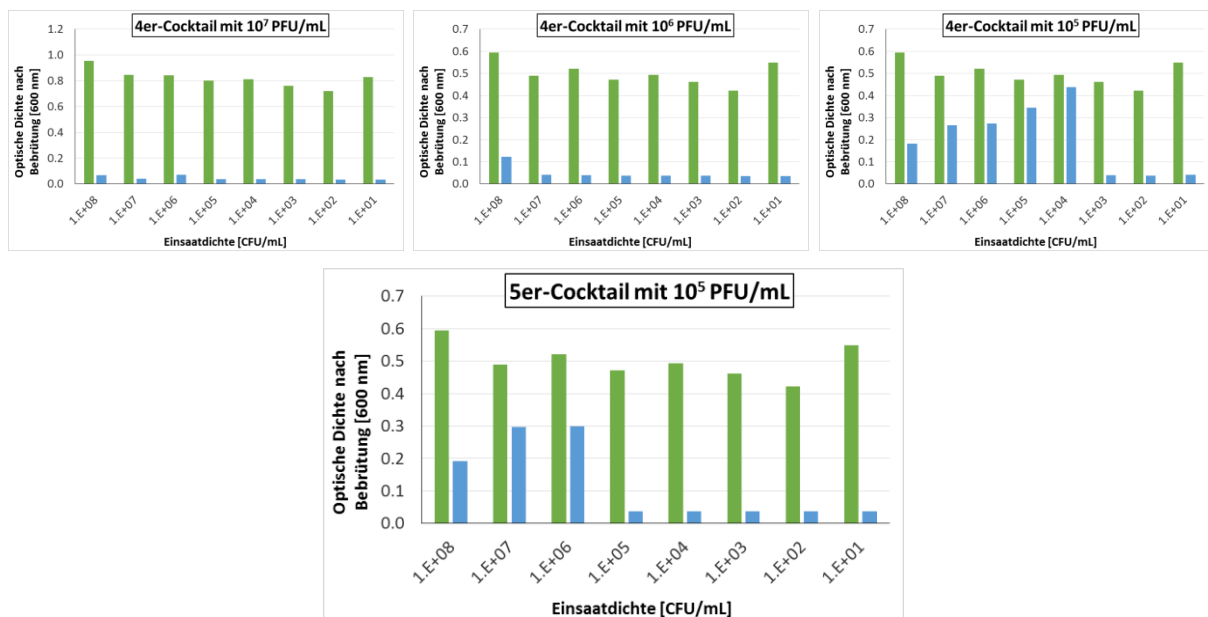 4er-Cocktail mit 10⁷ PFU/mL
1.2
1.0
0.8
0.6
0.4
0.2
0.0
Optische Dichte nach
Bebrütung [600 nm]
1.E+08
1.E+07
1.E+06
1.E+05
1.E+04
1.E+03
1.E+02
1.E+01
Einsaatdichte [CFU/mL]
4er-Cocktail mit 10⁶ PFU/mL
0.7
0.6
0.5
0.4
0.3
0.2
0.1
0.0
Optische Dichte nach
Bebrütung [600 nm]
1.E+08
1.E+07
1.E+06
1.E+05
1.E+04
1.E+03
1.E+02
1.E+01
Einsaatdichte [CFU/mL]
4er-Cocktail mit 10⁵ PFU/mL
0.7
0.6
0.5
0.4
0.3
0.2
0.1
0.0
Optische Dichte nach
Bebrütung [600 nm]
1.E+08
1.E+07
1.E+06
1.E+05
1.E+04
1.E+03
1.E+02
1.E+01
Einsaatdichte [CFU/mL]
5er-Cocktail mit 10⁵ PFU/mL
0.7
0.6
0.5
0.4
0.3
0.2
0.1
0.0
Optische Dichte nach
Bebrütung [600 nm]
1.E+08
1.E+07
1.E+06
1.E+05
1.E+04
1.E+03
1.E+02
1.E+01
Einsaatdichte [CFU/mL]